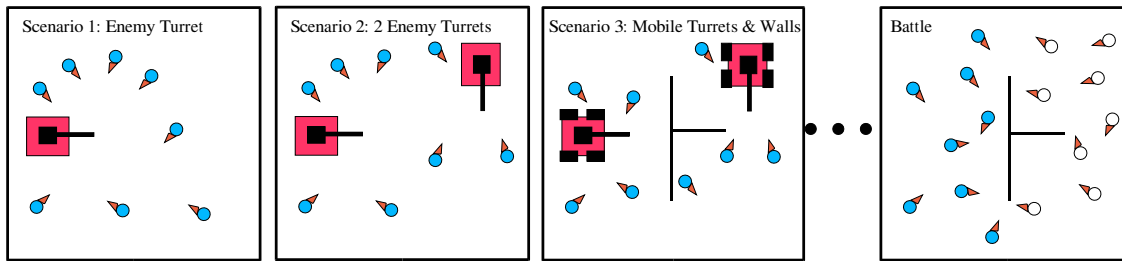 Scenario 1: Enemy Turret
Scenario 2: 2 Enemy Turrets
Scenario 3: Mobile Turrets & Walls
Battle